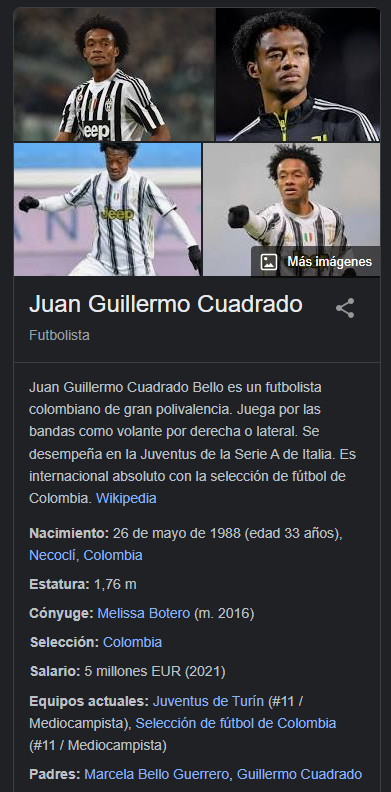 Jeep
Jeep
Más imágenes
Juan Guillermo Cuadrado
Futbolista
Juan Guillermo Cuadrado Bello es un futbolista
colombiano de gran polivalencia. Juega por las
bandas como volante por derecha o lateral. Se
desempeña en la Juventus de la Serie A de Italia. Es
internacional absoluto con la selección de fútbol de
Colombia. Wikipedia
Nacimiento: 26 de mayo de 1988 (edad 33 años),
Necoclí, Colombia
Estatura: 1,76 m
Cónyuge: Melissa Botero (m. 2016)
Selección: Colombia
Salario: 5 millones EUR (2021)
Equipos actuales: Juventus de Turín (#11 /
Mediocampista), Selección de fútbol de Colombia
(#11 / Mediocampista)
Padres: Marcela Bello Guerrero, Guillermo Cuadrado